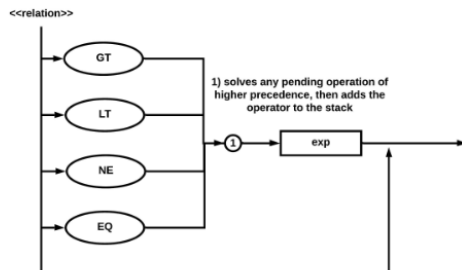 <<relation>>
GT
1) solves any pending operation of
higher precedence, then adds the
operator to the stack
LT
1
exp
NE
EQ